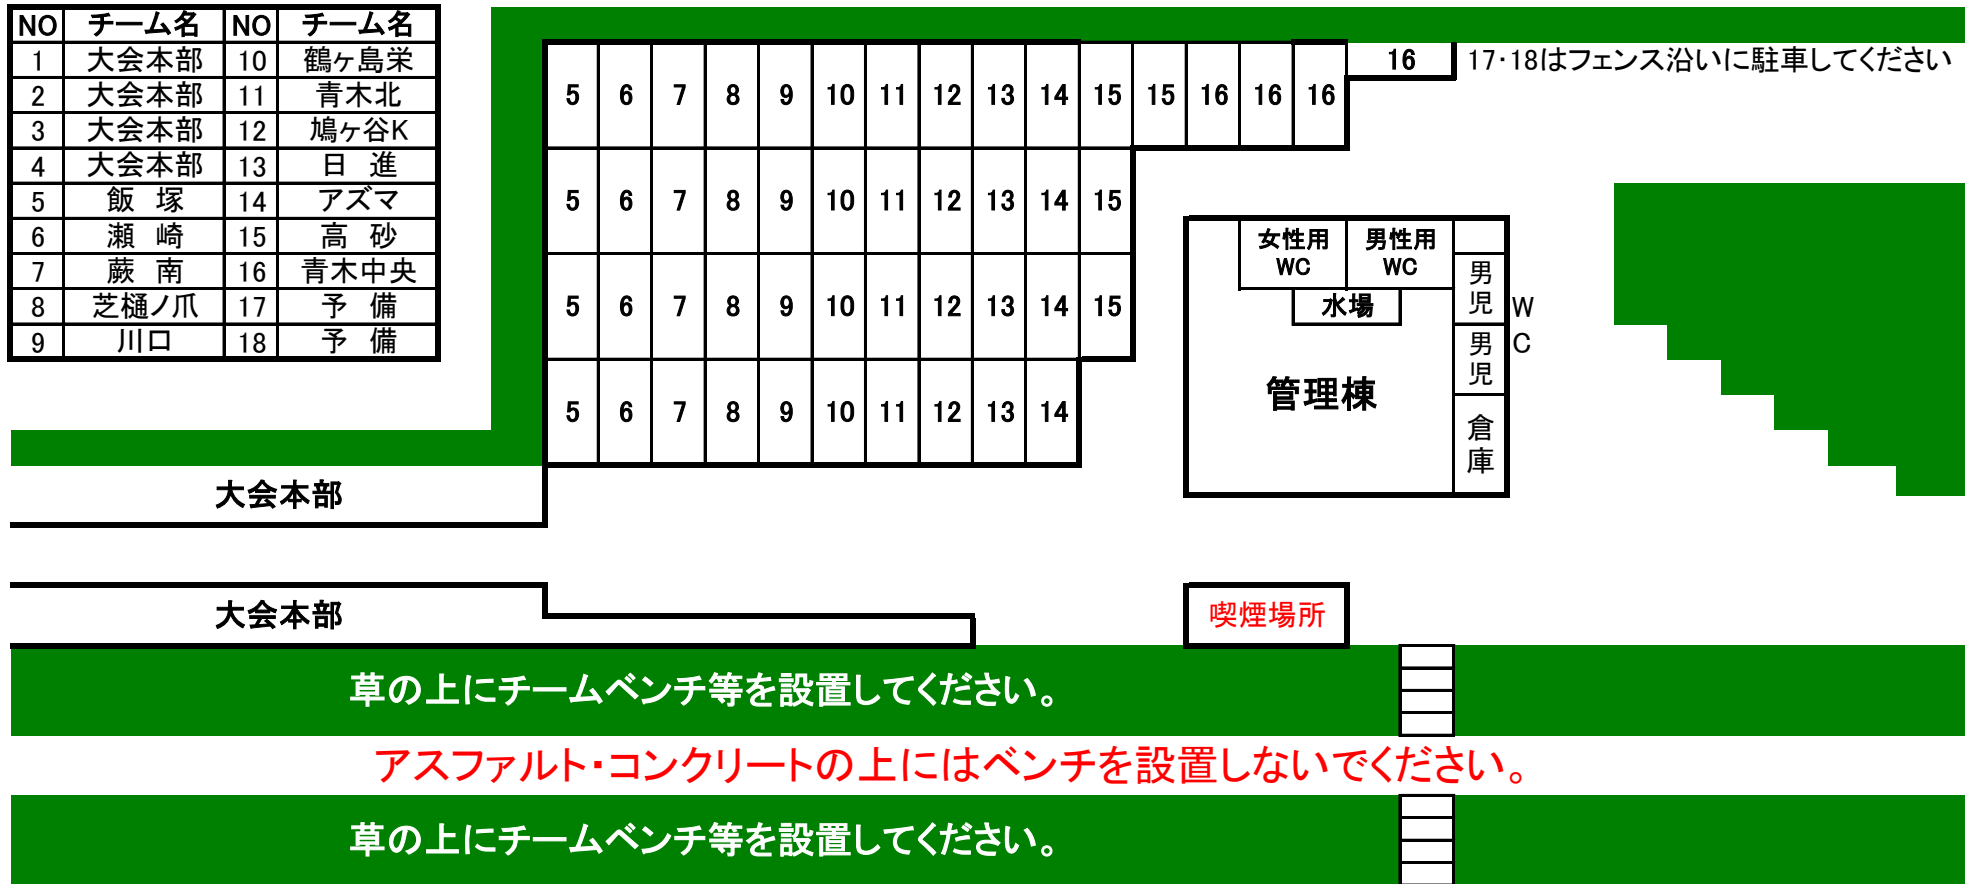 NO チーム名 NO チーム名
1 大会本部 10 鶴ヶ島栄
2 大会本部 11 青木北
3 大会本部 12 鳩ヶ谷K
4 大会本部 13 日 進
5 飯 塚 14 アズマ
6 瀬 崎 15 高 砂
7 蕨 南 16 青木中央
8 芝樋ノ爪 17 予 備
9 川口 18 予 備
16 17・18はフェンス沿いに駐車してください
5 6 7 8 9 10 11 12 13 14 15 15 16 16 16
5 6 7 8 9 10 11 12 13 14 15
5 6 7 8 9 10 11 12 13 14 15
5 6 7 8 9 10 11 12 13 14
女性用 男性用
WC WC
水場
男児
男児
WC
管理棟
倉庫
大会本部
大会本部
喫煙場所
草の上にチームベンチ等を設置してください。
アスファルト・コンクリートの上にはベンチを設置しないでください。
草の上にチームベンチ等を設置してください。